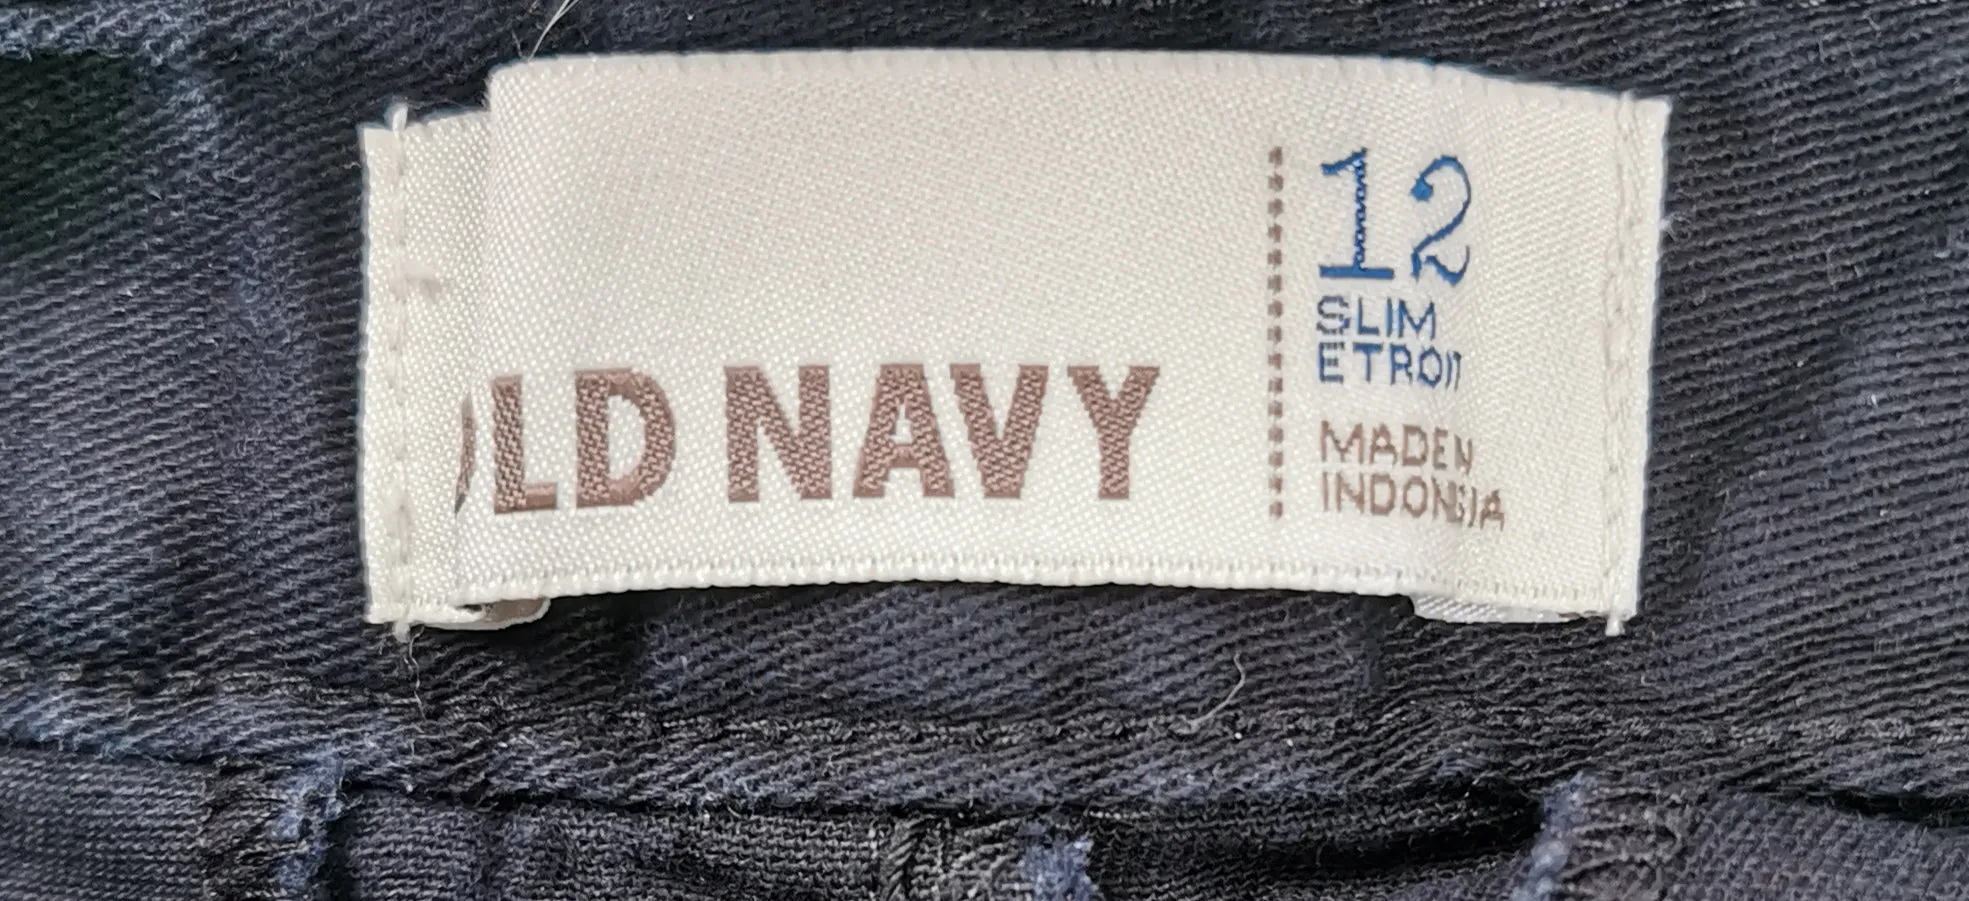 OLD NAVY
12
SLIM
ETROIT
MADE IN
INDONESIA